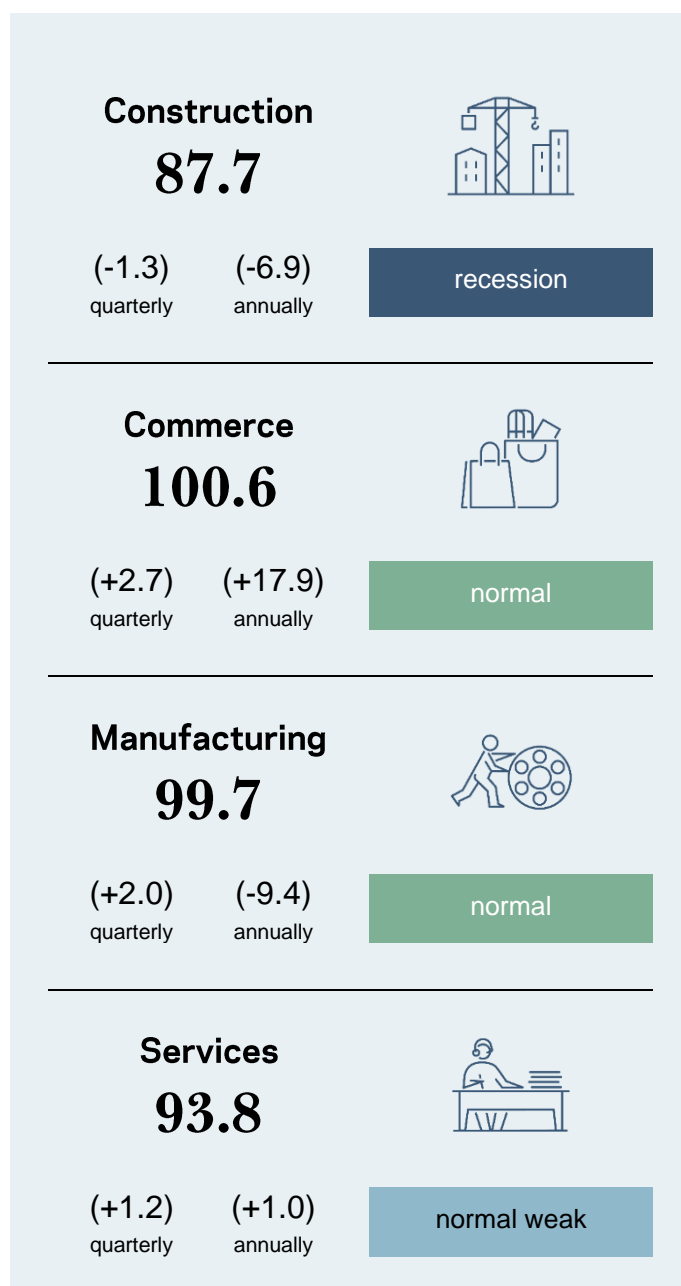 Construction
87.7
(-1.3) (-6.9)
quarterly annually
recession
Commerce
100.6
(+2.7) (+17.9)
quarterly annually
normal
Manufacturing
99.7
(+2.0) (-9.4)
quarterly annually
normal
Services
93.8
(+1.2) (+1.0)
quarterly annually
normal weak